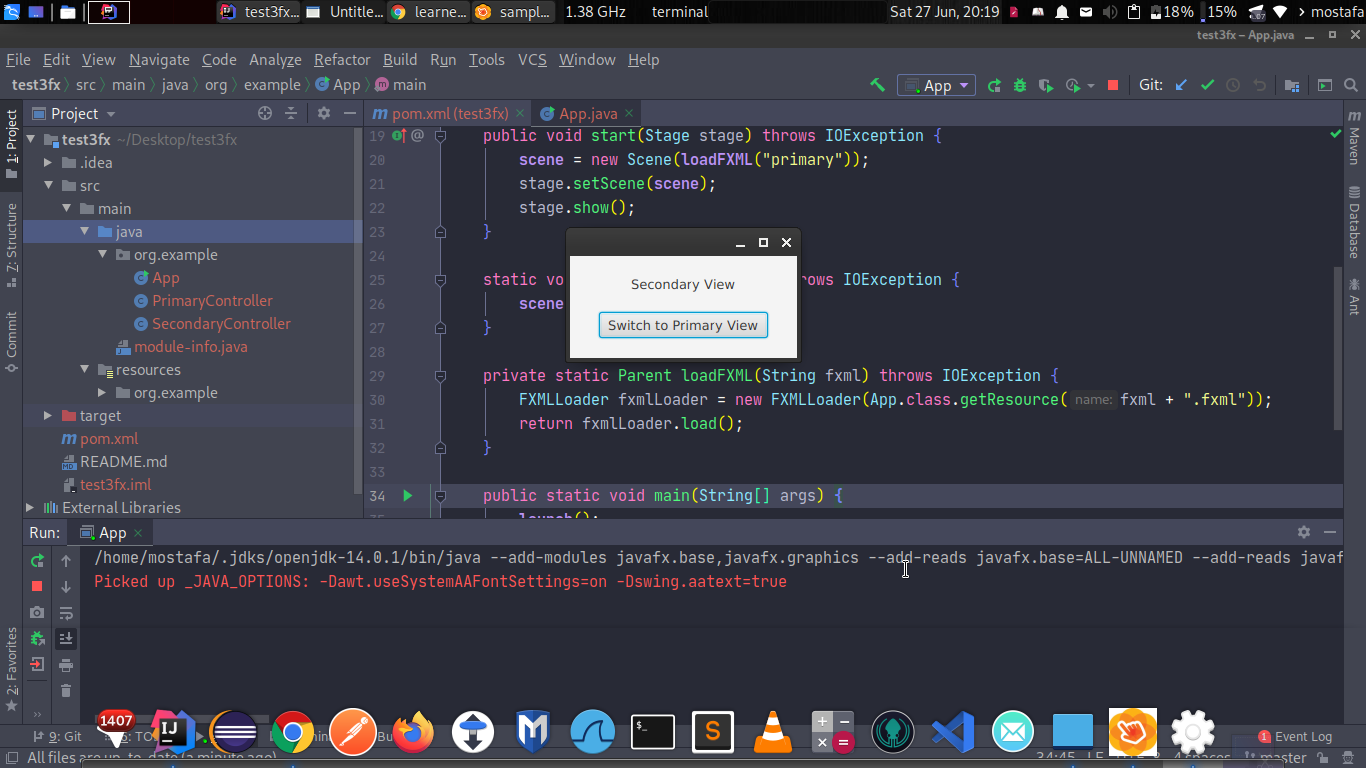 test3fx...
Untitle..
learne...
sampl...
1.38 GHz
terminal
Sat 27 Jun, 20:19
18%
15%
.67
> mostafa
test3fx – App.java
File Edit View Navigate Code Analyze Refactor Build Run Tools VCS Window Help
test3fx src main java org example App main
App
Git:
Project
pom.xml (test3fx)
App.java
1: Project
7: Structure
Commit
2: Favorites
Maven
Database
Ant
test3fx ~/Desktop/test3fx
.idea
src
main
java
org.example
App
PrimaryController
SecondaryController
module-info.java
resources
org.example
target
pom.xml
README.md
test3fx.iml
External Libraries
19 @ public void start(Stage stage) throws IOException {
20 scene = new Scene(loadFXML("primary"));
21 stage.setScene(scene);
22 stage.show();
23 }
24
25 static vo rows IOException {
26 scene
27 }
28
29 private static Parent loadFXML(String fxml) throws IOException {
30 FXMLLoader fxmlLoader = new FXMLLoader(App.class.getResource( name: fxml + ".fxml"));
31 return fxmlLoader.load();
32 }
33
34 public static void main(String[] args) {
Secondary View
Switch to Primary View
Run: App
/home/mostafa/.jdks/openjdk-14.0.1/bin/java --add-modules javafx.base,javafx.graphics --add-reads javafx.base=ALL-UNNAMED --add-reads javaf
Picked up _JAVA_OPTIONS: -Dawt.useSystemAAFontSettings=on -Dswing.aatext=true
1407
9: Git
Event Log
All files are up-to-date (a minute ago)
34:45 LF
4 spaces
master